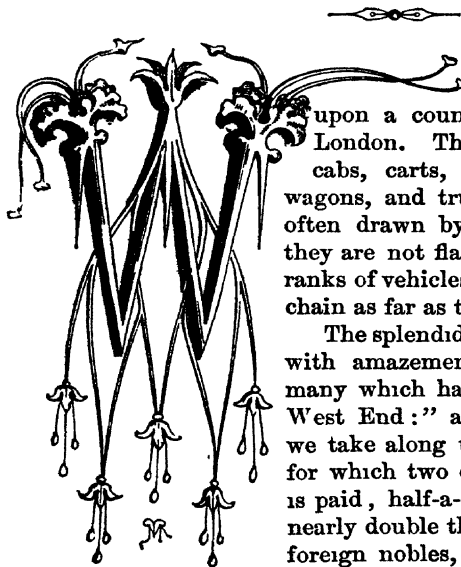 W
upon a coun
London. Th
cabs, carts,
wagons, and tru
often drawn by
they are not fla
ranks of vehicles
chain as far as t
The splendid
with amazemen
many which ha
West End:" a
we take along t
for which two
is paid, half-a-
nearly double th
foreign nobles,